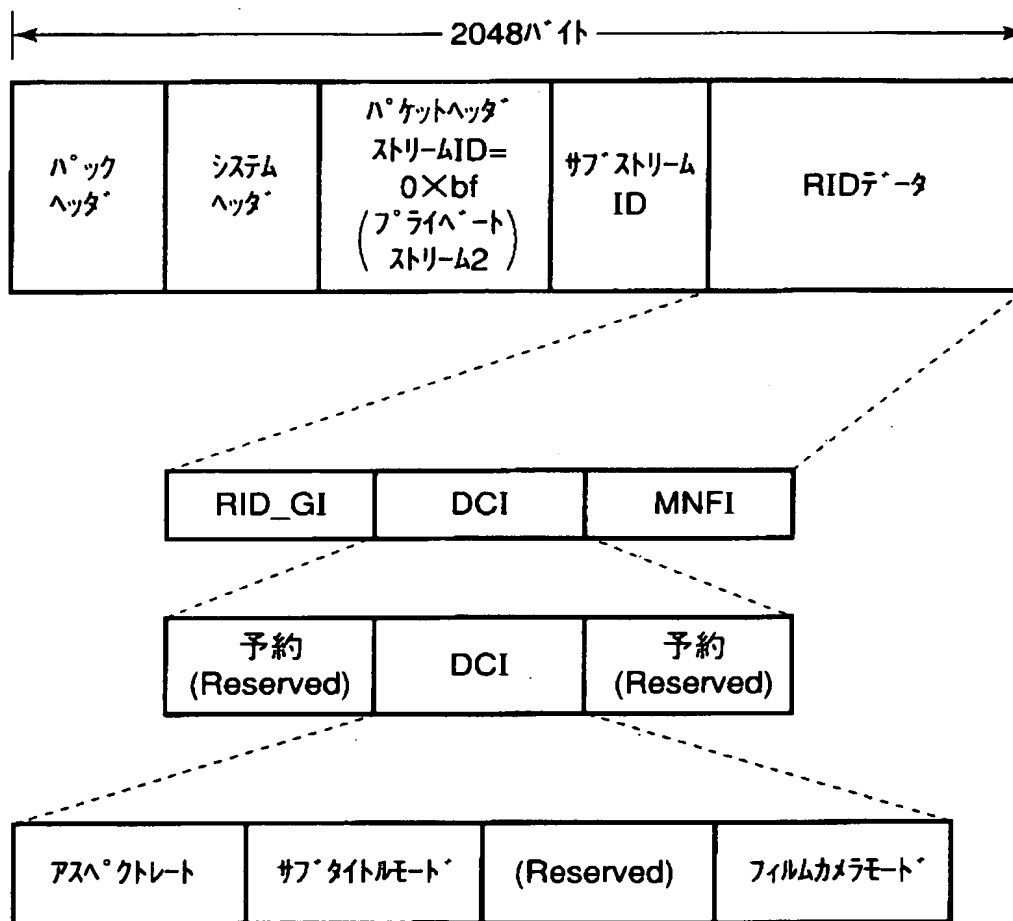 2048バイト
パック
ヘッダ
システム
ヘッダ
パケットヘッダ
ストリームID=
0×bf
(プライベート
ストリーム2)
サブストリーム
ID
RIDデータ
RID_GI
DCI
MNFI
予約
(Reserved)
DCI
予約
(Reserved)
アスペクトレート
サブタイトルモード
(Reserved)
フィルムカメラモード